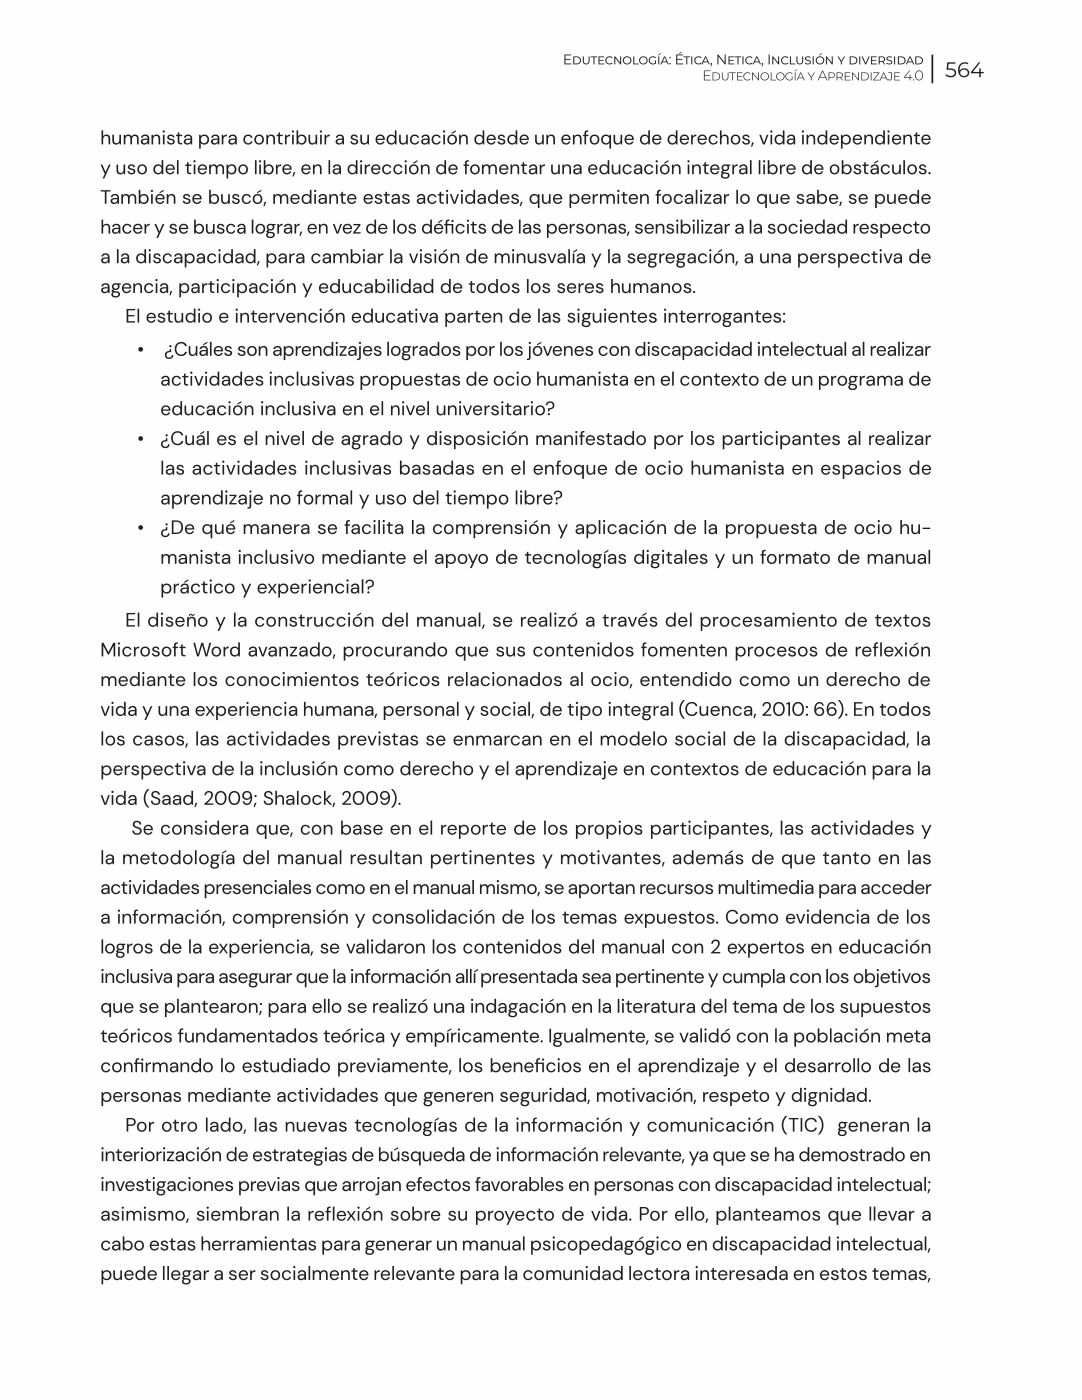 Edutecnología: Ética, Netica, Inclusión y diversidad
Edutecnología y Aprendizaje 4.0
564
humanista para contribuir a su educación desde un enfoque de derechos, vida independiente
y uso del tiempo libre, en la dirección de fomentar una educación integral libre de obstáculos.
También se buscó, mediante estas actividades, que permiten focalizar lo que sabe, se puede
hacer y se busca lograr, en vez de los déficits de las personas, sensibilizar a la sociedad respecto
a la discapacidad, para cambiar la visión de minusvalía y la segregación, a una perspectiva de
agencia, participación y educabilidad de todos los seres humanos.
El estudio e intervención educativa parten de las siguientes interrogantes:
• ¿Cuáles son aprendizajes logrados por los jóvenes con discapacidad intelectual al realizar
actividades inclusivas propuestas de ocio humanista en el contexto de un programa de
educación inclusiva en el nivel universitario?
• ¿Cuál es el nivel de agrado y disposición manifestado por los participantes al realizar
las actividades inclusivas basadas en el enfoque de ocio humanista en espacios de
aprendizaje no formal y uso del tiempo libre?
• ¿De qué manera se facilita la comprensión y aplicación de la propuesta de ocio hu-
manista inclusivo mediante el apoyo de tecnologías digitales y un formato de manual
práctico y experiencial?
El diseño y la construcción del manual, se realizó a través del procesamiento de textos
Microsoft Word avanzado, procurando que sus contenidos fomenten procesos de reflexión
mediante los conocimientos teóricos relacionados al ocio, entendido como un derecho de
vida y una experiencia humana, personal y social, de tipo integral (Cuenca, 2010: 66). En todos
los casos, las actividades previstas se enmarcan en el modelo social de la discapacidad, la
perspectiva de la inclusión como derecho y el aprendizaje en contextos de educación para la
vida (Saad, 2009; Shalock, 2009).
Se considera que, con base en el reporte de los propios participantes, las actividades y
la metodología del manual resultan pertinentes y motivantes, además de que tanto en las
actividades presenciales como en el manual mismo, se aportan recursos multimedia para acceder
a información, comprensión y consolidación de los temas expuestos. Como evidencia de los
logros de la experiencia, se validaron los contenidos del manual con 2 expertos en educación
inclusiva para asegurar que la información allí presentada sea pertinente y cumpla con los objetivos
que se plantearon; para ello se realizó una indagación en la literatura del tema de los supuestos
teóricos fundamentados teórica y empíricamente. Igualmente, se validó con la población meta
confirmando lo estudiado previamente, los beneficios en el aprendizaje y el desarrollo de las
personas mediante actividades que generen seguridad, motivación, respeto y dignidad.
Por otro lado, las nuevas tecnologías de la información y comunicación (TIC) generan la
interiorización de estrategias de búsqueda de información relevante, ya que se ha demostrado en
investigaciones previas que arrojan efectos favorables en personas con discapacidad intelectual;
asimismo, siembran la reflexión sobre su proyecto de vida. Por ello, planteamos que llevar a
cabo estas herramientas para generar un manual psicopedagógico en discapacidad intelectual,
puede llegar a ser socialmente relevante para la comunidad lectora interesada en estos temas,